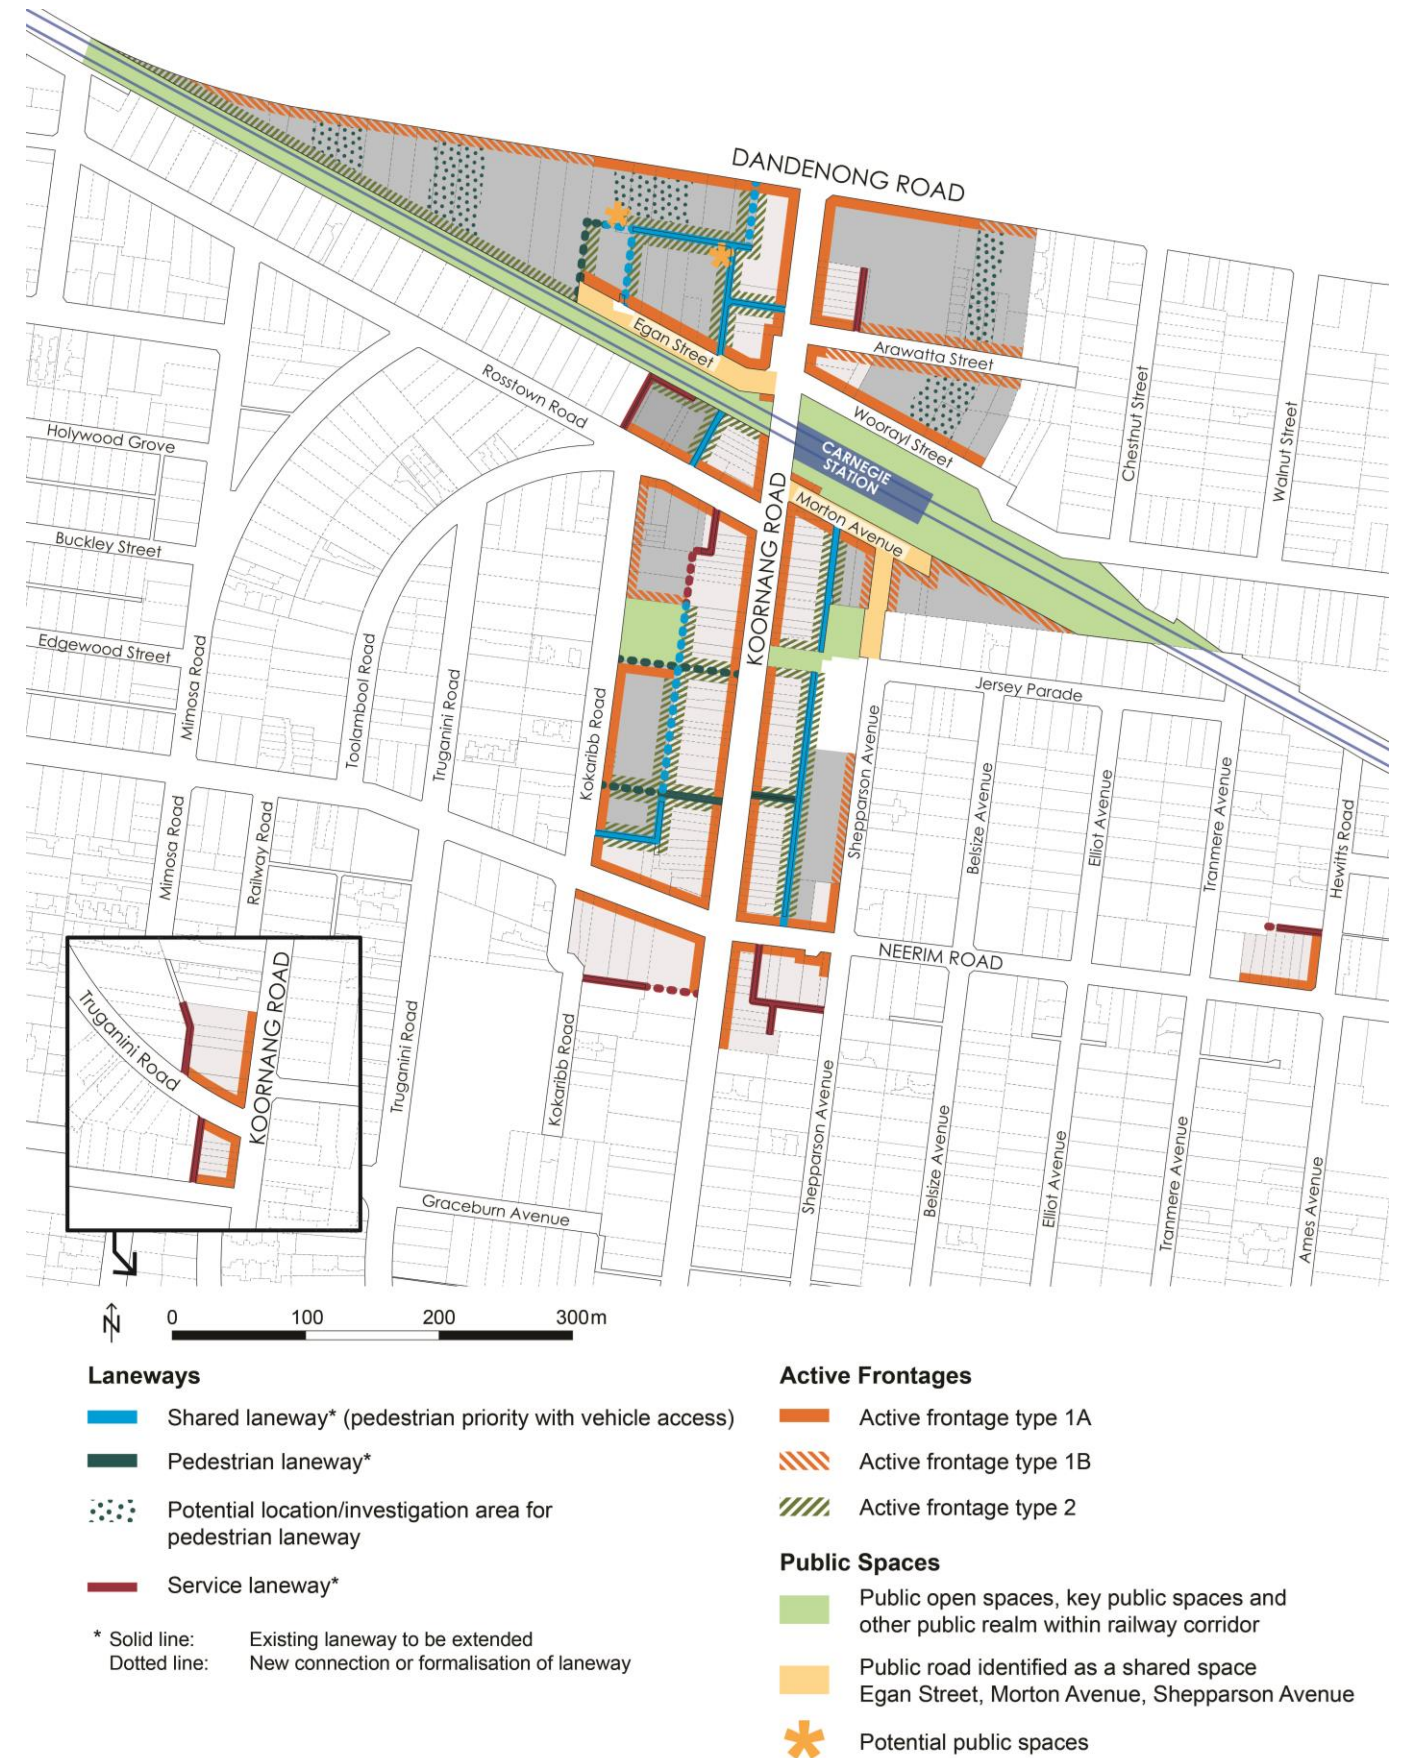 DANDENONG ROAD
Egan Street
Arawatta Street
Rosstown Road
Woorayl Street
Chestnut Street
Walnut Street
CARNEGIE
STATION
Holywood Grove
Morton Avenue
KOORNANG ROAD
Buckley Street
Edgewood Street
Mimosa Road
Toolambool Road
Truganini Road
Kokaribb Road
Jersey Parade
Shepparson Avenue
Belsize Avenue
Elliot Avenue
Tranmere Avenue
Hewitts Road
Mimosa Road
Railway Road
NEERIM ROAD
Truganini Road
KOORNANG ROAD
Truganini Road
Kokaribb Road
Shepparson Avenue
Belsize Avenue
Elliot Avenue
Tranmere Avenue
Ames Avenue
Graceburn Avenue
N
0 100 200 300m
Laneways
Shared laneway* (pedestrian priority with vehicle access)
Pedestrian laneway*
Potential location/investigation area for
pedestrian laneway
Service laneway*
* Solid line: Existing laneway to be extended
Dotted line: New connection or formalisation of laneway
Active Frontages
Active frontage type 1A
Active frontage type 1B
Active frontage type 2
Public Spaces
Public open spaces, key public spaces and
other public realm within railway corridor
Public road identified as a shared space
Egan Street, Morton Avenue, Shepparson Avenue
Potential public spaces